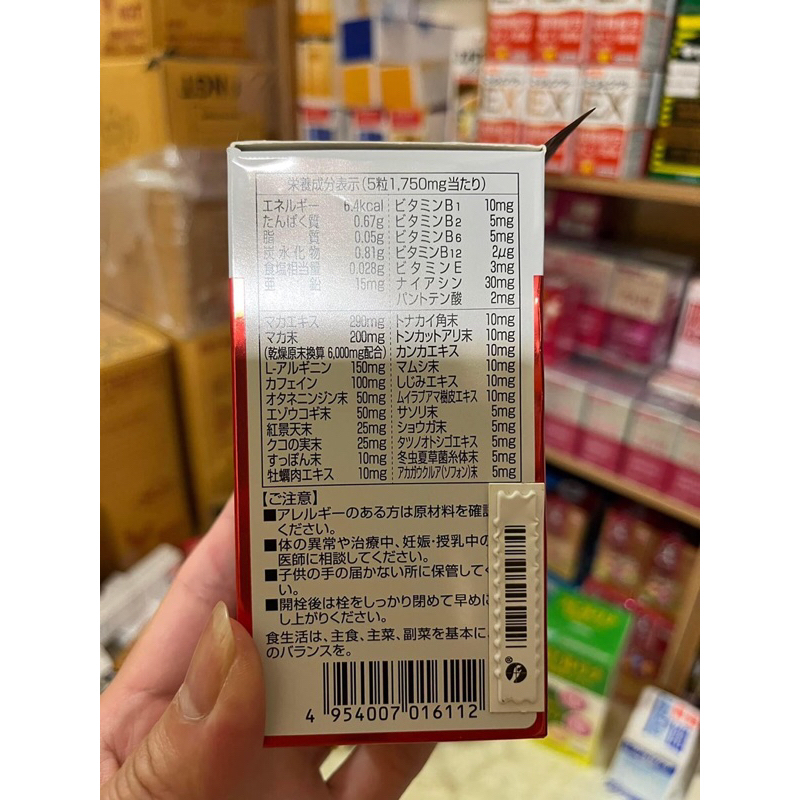 栄養成分表示(5粒1,750mg当たり)
エネルギー 6.4kcal
たんぱく質 0.67g
脂質 0.05g
炭水化物 0.81g
食塩相当量 0.028g
亜鉛 15mg
ビタミンB1 10mg
ビタミンB2 5mg
ビタミンB6 5mg
ビタミンB12 2μg
ビタミンE 3mg
ナイアシン 30mg
パントテン酸 2mg
マカエキス 290mg
マカ末 200mg
(乾燥原末換算 6,000mg配合)
L-アルギニン 150mg
カフェイン 100mg
オタネニンジン末 50mg
エゾウコギ末 50mg
紅景天末 25mg
クコの実末 25mg
すっぽん末 10mg
牡蠣肉エキス 10mg
トナカイ角末 10mg
トンカットアリ末 10mg
カンカエキス 10mg
マムシ末 10mg
しじみエキス 10mg
ムイラプアマ樹皮エキス 10mg
サソリ末 5mg
ショウガ末 5mg
タツノオトシゴエキス 5mg
冬虫夏草菌糸体末 5mg
アカガウクルア(ソフォン)末 5mg
【ご注意】
■アレルギーのある方は原材料を確認
ください。
■体の異常や治療中、妊娠・授乳中の
医師に相談してください。
■子供の手の届かない所に保管してく
い。
■開栓後は栓をしっかり閉めて早めに
し上がりください。
食生活は、主食、主菜、副菜を基本に、
のバランスを。
4 954007 016112
EX EX EX